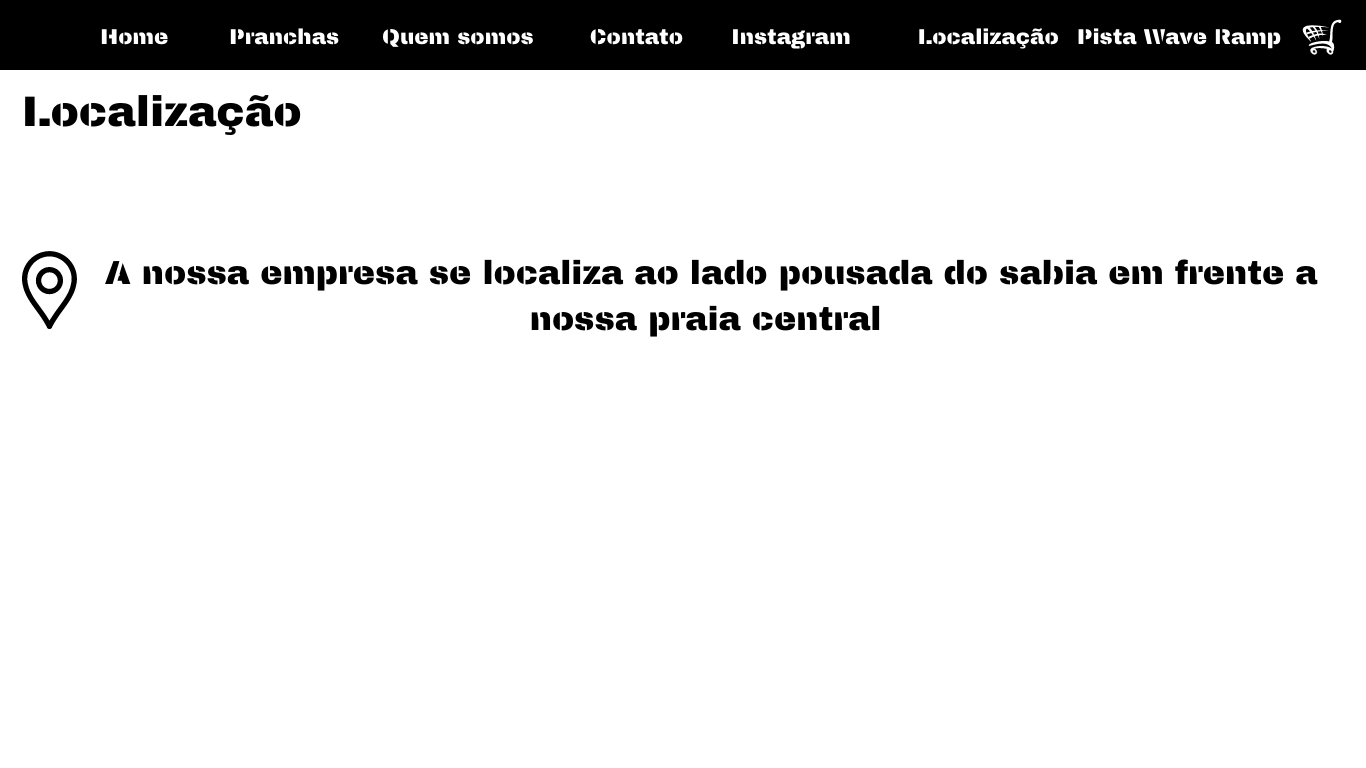 Home Pranchas Quem somos Contato Instagram Localização Pista Wave Ramp
Localização
A nossa empresa se localiza ao lado pousada do sabia em frente a
nossa praia central